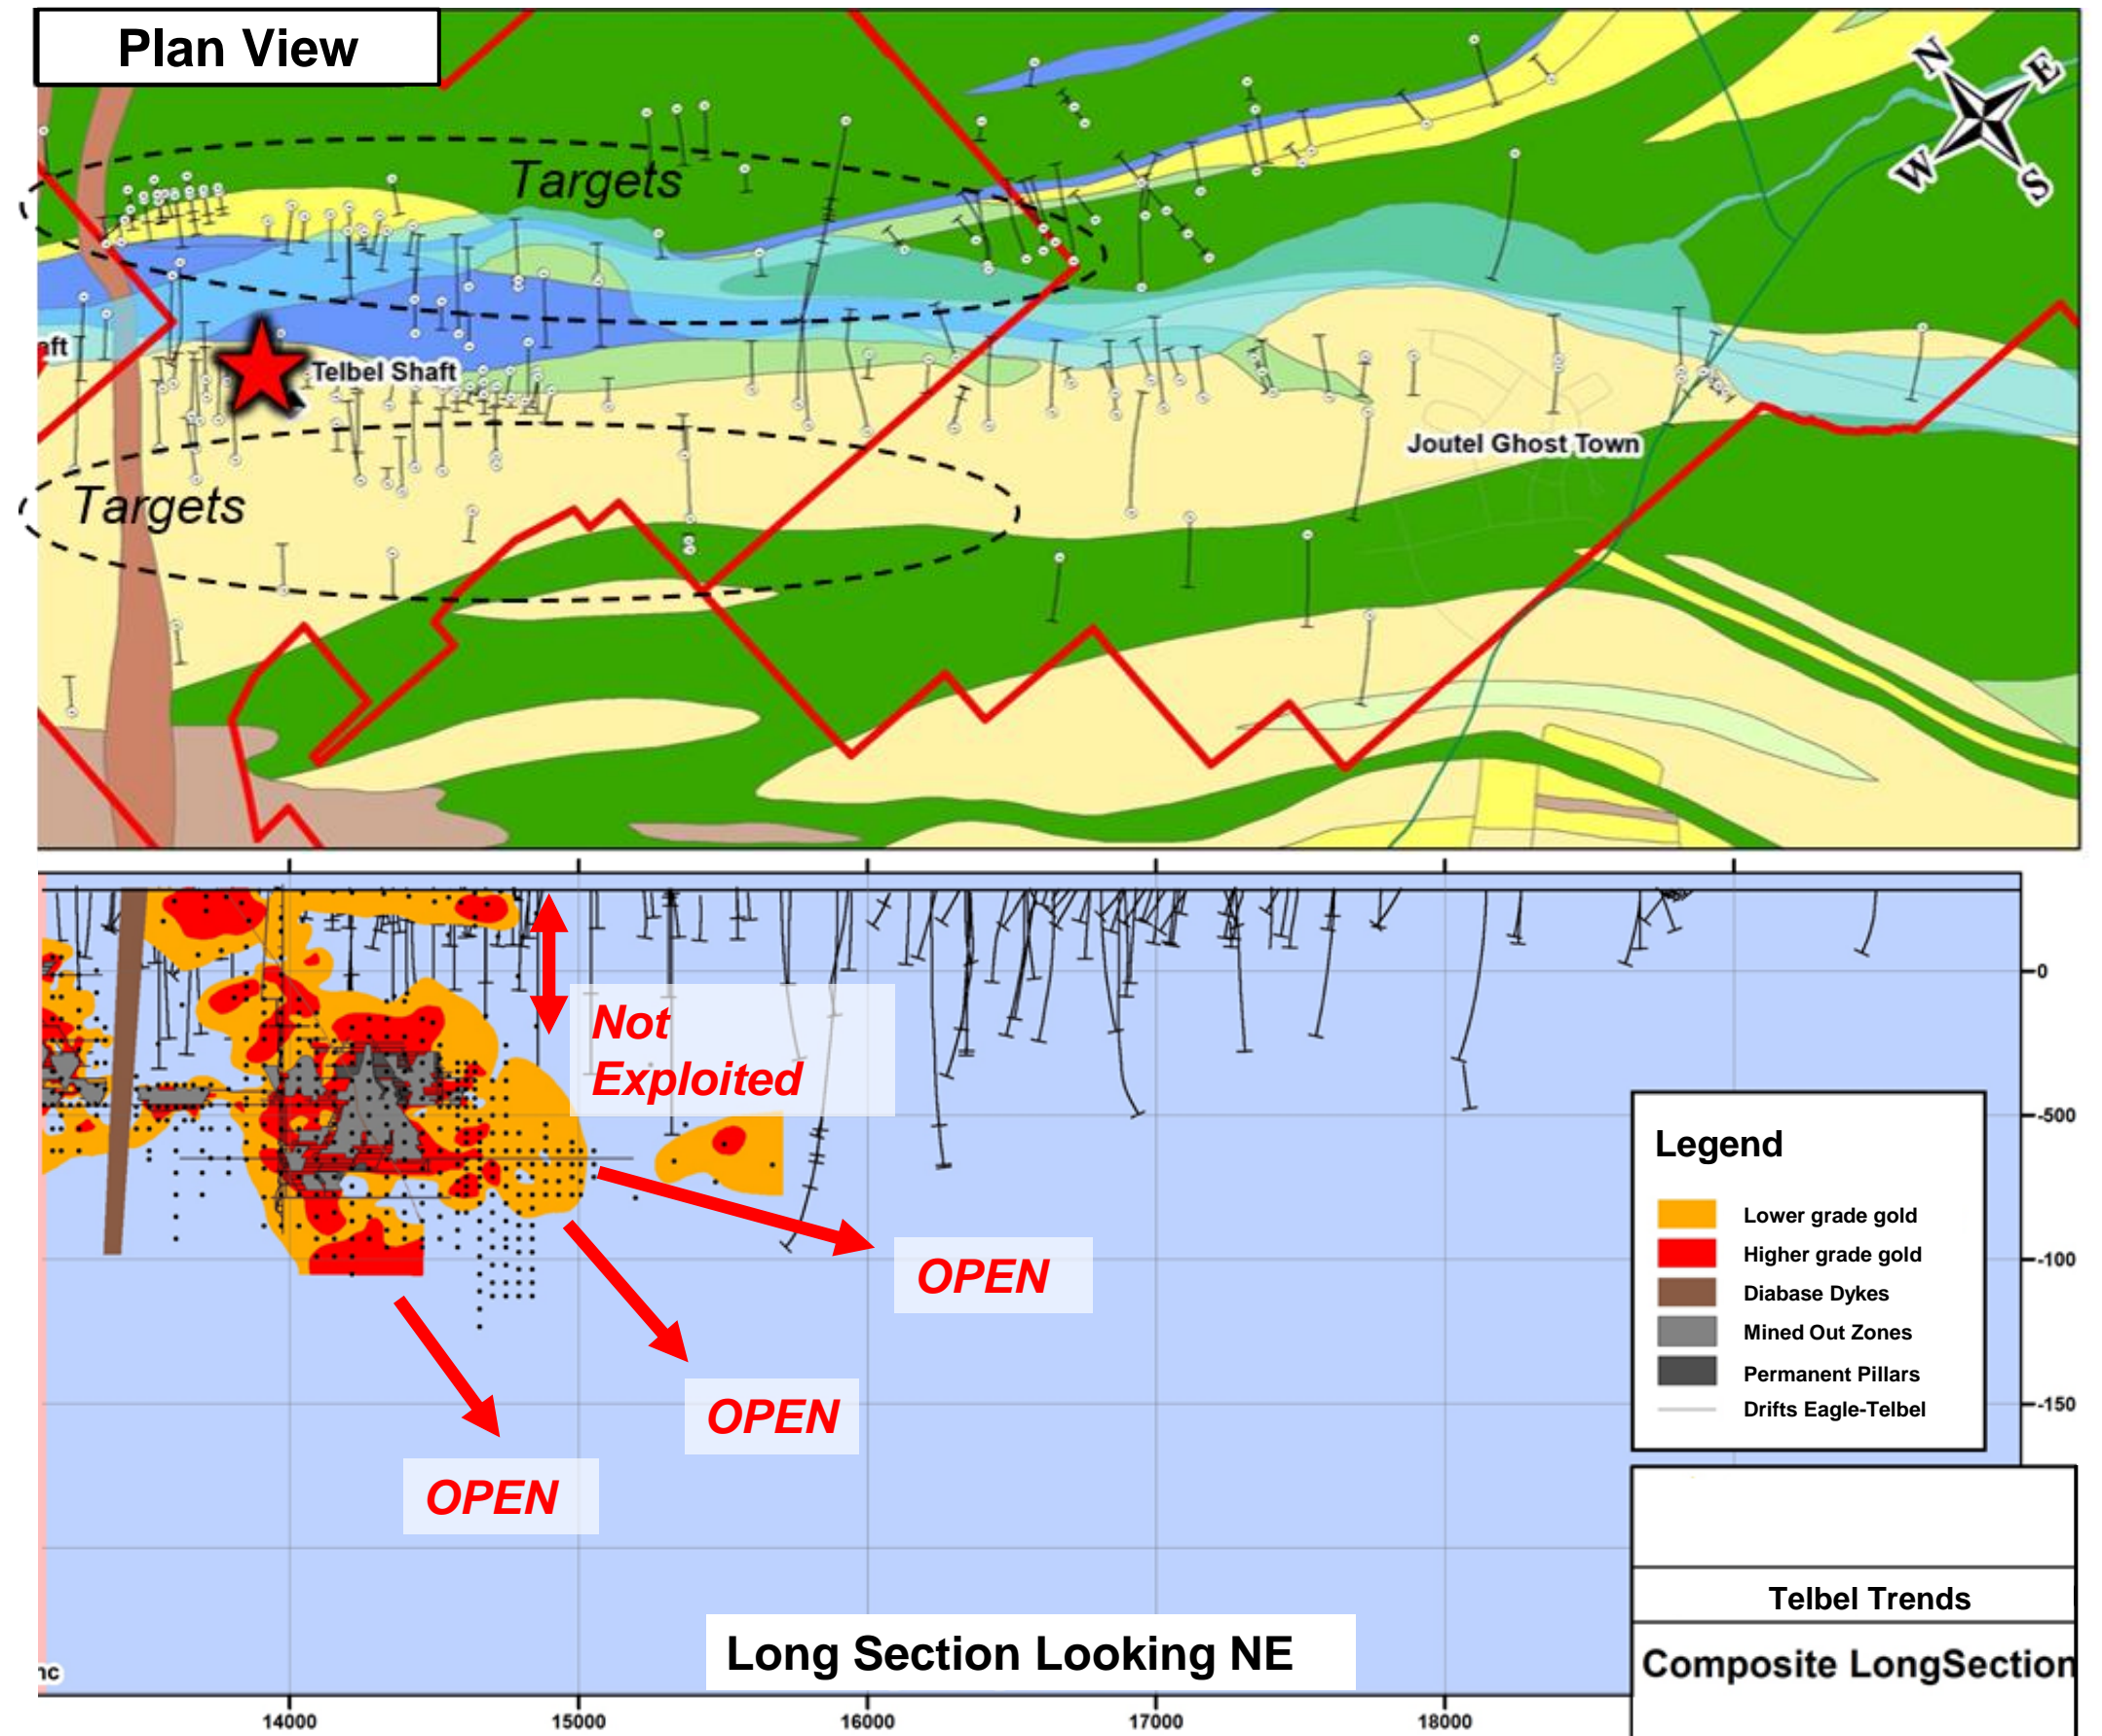 Plan View
N
E
W
S
Targets
aft
Telbel Shaft
Joutel Ghost Town
Targets
0
Not
Exploited
-500
Legend
Lower grade gold
Higher grade gold
Diabase Dykes
Mined Out Zones
Permanent Pillars
Drifts Eagle-Telbel
OPEN
-100
OPEN
-150
OPEN
Telbel Trends
Long Section Looking NE
Composite LongSection
nc
14000
15000
16000
17000
18000